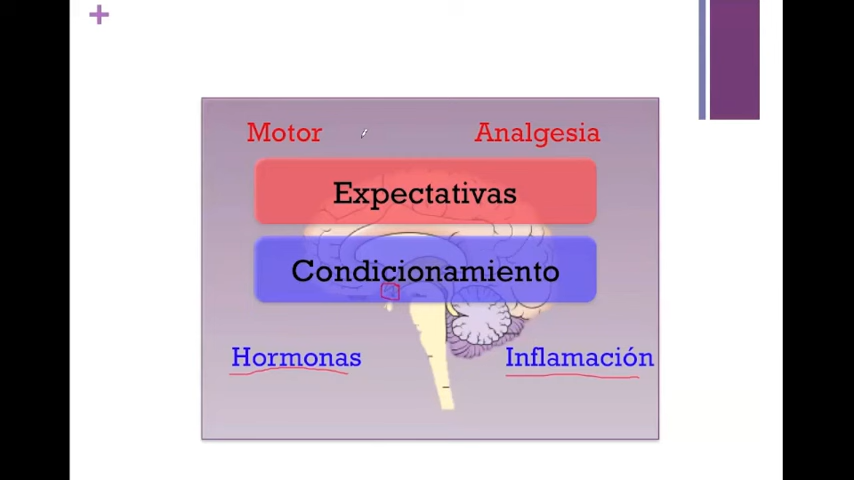 Motor Analgesia
Expectativas
Condicionamiento
Hormonas Inflamación